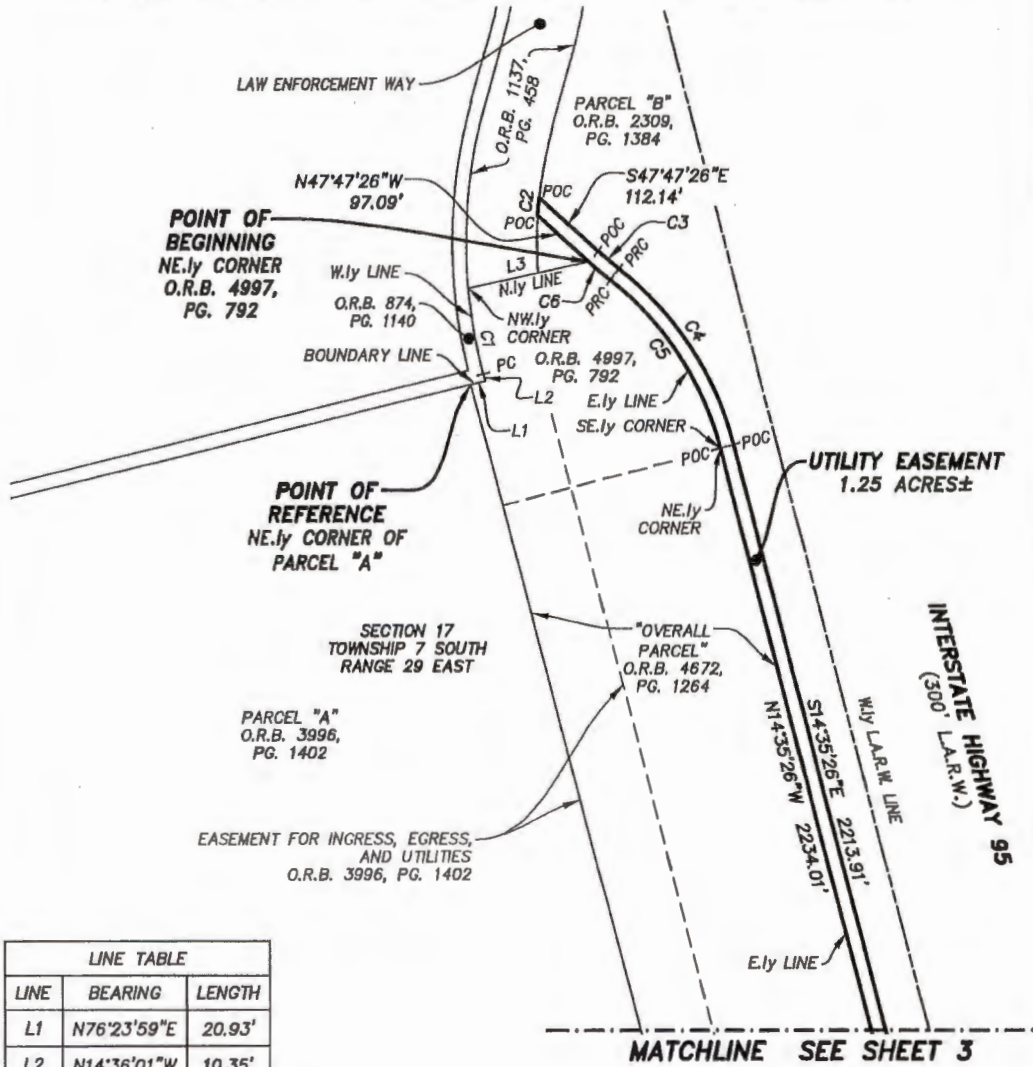 LAW ENFORCEMENT WAY
O.R.B. 1137,
PG. 458
PARCEL "B"
O.R.B. 2309,
PG. 1384
N47°47'26"W
97.09'
C2
POC
POC
S47°47'26"E
112.14'
POC
C3
POINT OF
BEGINNING
NE.ly CORNER
O.R.B. 4997,
PG. 792
W.ly LINE
O.R.B. 874,
PG. 1140
L3
N.ly LINE
C6
PRC
PRC
NW.ly
CORNER
C1
BOUNDARY LINE
PC
O.R.B. 4997,
PG. 792
C4
C5
L2
L1
E.ly LINE
SE.ly CORNER
POC
POC
POINT OF
REFERENCE
NE.ly CORNER OF
PARCEL "A"
NE.ly
CORNER
UTILITY EASEMENT
1.25 ACRES±
SECTION 17
TOWNSHIP 7 SOUTH
RANGE 29 EAST
"OVERALL
PARCEL"
O.R.B. 4672,
PG. 1264
INTERSTATE HIGHWAY 95
(300' L.A.R.W.)
W.ly L.A.R.W. LINE
S14°35'26"E 2213.91'
N14°35'26"W 2234.01'
PARCEL "A"
O.R.B. 3996,
PG. 1402
EASEMENT FOR INGRESS, EGRESS,
AND UTILITIES
O.R.B. 3996, PG. 1402
E.ly LINE
LINE TABLE
LINE BEARING LENGTH
L1 N76°23'59"E 20.93'
L2 N14°36'01"W 10.35'
MATCHLINE SEE SHEET 3